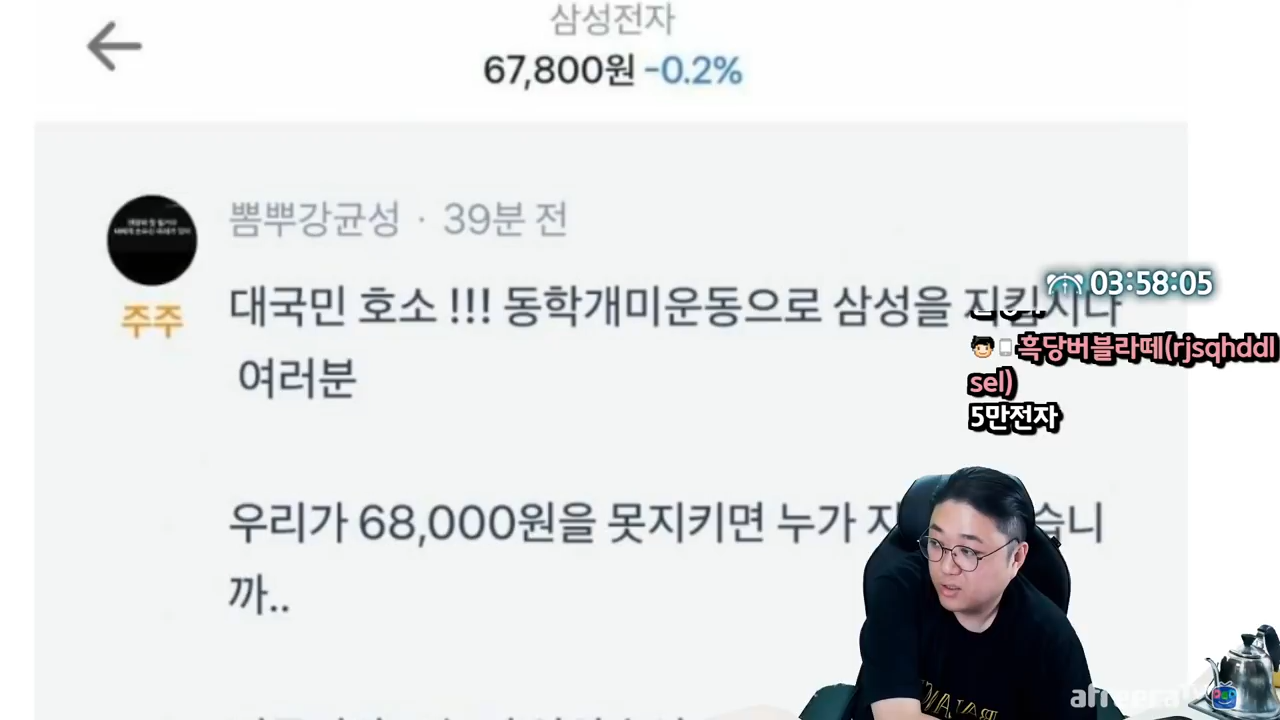 삼성전자
67,800원 -0.2%
뽐뿌강균성 · 39분 전
주주
대국민 호소 !!! 동학개미운동으로 삼성을 지킵시다
여러분
03:58:05
흑당버블라떼(rjsqhddl
sel)
5만전자
우리가 68,000원을 못지키면 누가 습니
까..
afreecaTV